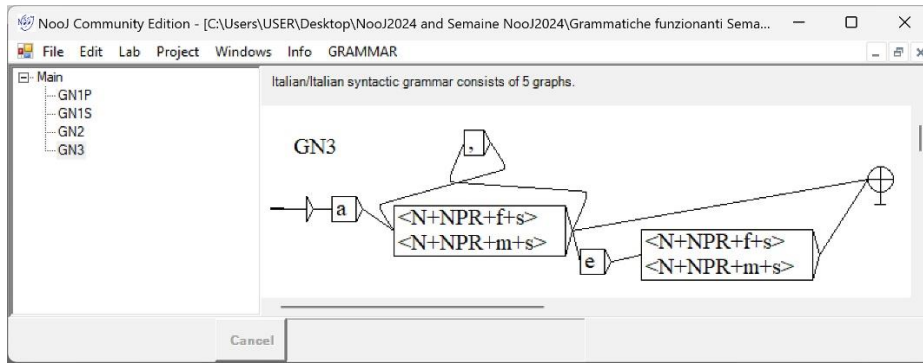 NooJ Community Edition - [C:\Users\USER\Desktop\NooJ2024 and Semaine NooJ2024\Grammatiche funzionanti Sema...
File Edit Lab Project Windows Info GRAMMAR
Main
GN1P
GN1S
GN2
GN3
Italian/Italian syntactic grammar consists of 5 graphs.
GN3
,
a
<N+NPR+f+s>
<N+NPR+m+s>
e
<N+NPR+f+s>
<N+NPR+m+s>
Cancel